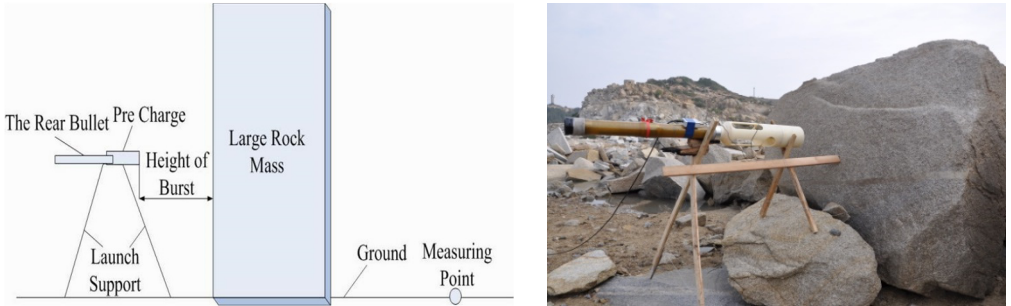 Pre Charge
The Rear Bullet
Height of
Burst
Large Rock
Mass
Launch
Support
Ground
Measuring
Point